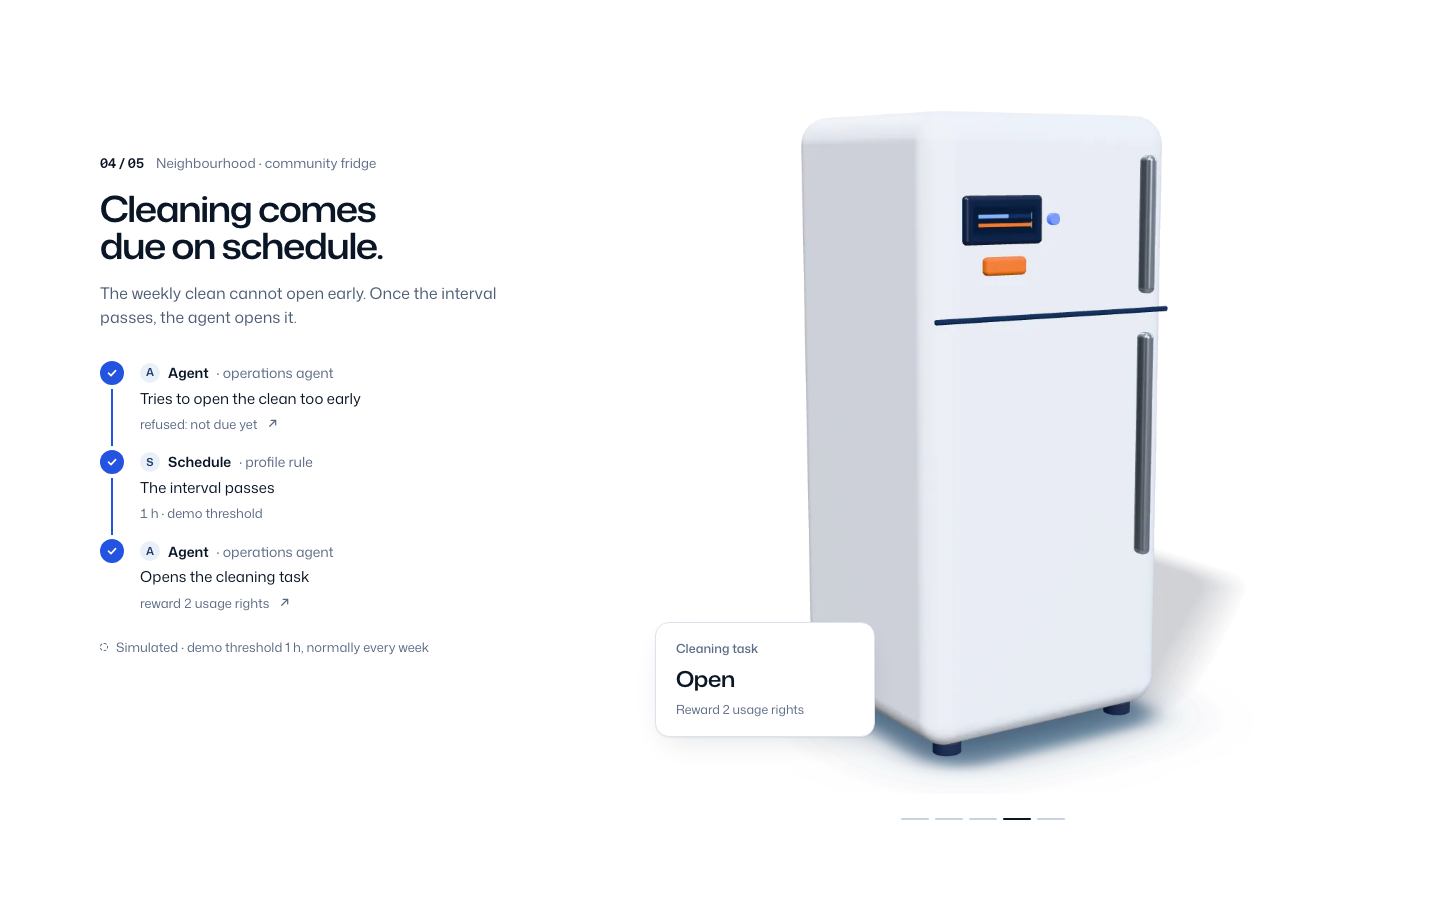 04 / 05 Neighbourhood · community fridge
Cleaning comes
due on schedule.
The weekly clean cannot open early. Once the interval
passes, the agent opens it.
A Agent · operations agent
Tries to open the clean too early
refused: not due yet ↗
S Schedule · profile rule
The interval passes
1 h · demo threshold
A Agent · operations agent
Opens the cleaning task
reward 2 usage rights ↗
Simulated · demo threshold 1 h, normally every week
Cleaning task
Open
Reward 2 usage rights